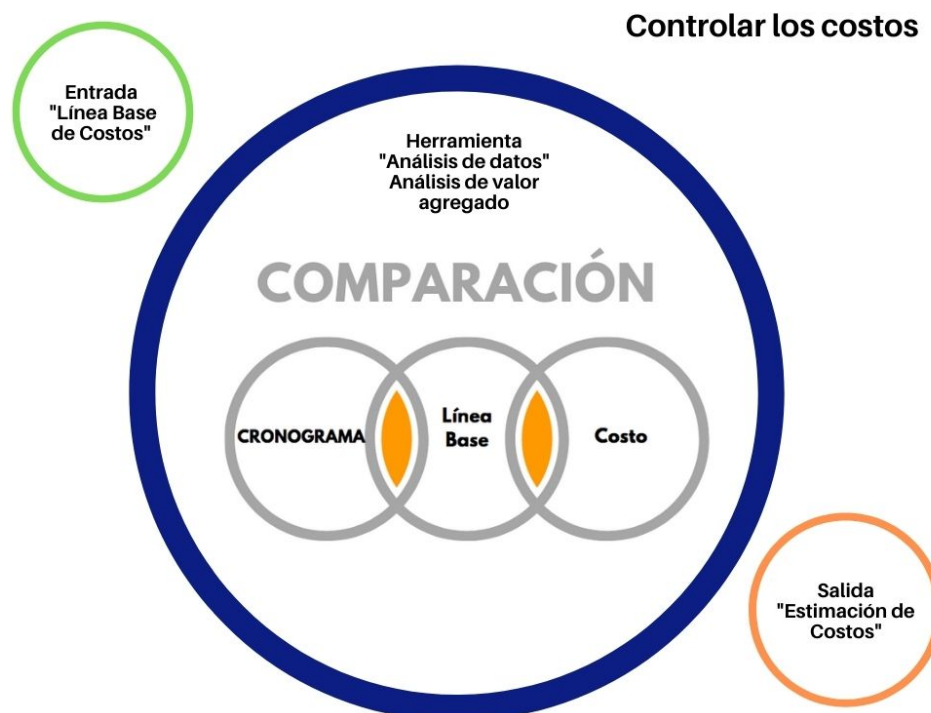 Controlar los costos
Entrada
"Línea Base
de Costos"
Herramienta
"Análisis de datos"
Análisis de valor
agregado
COMPARACIÓN
CRONOGRAMA
Línea
Base
Costo
Salida
"Estimación de
Costos"